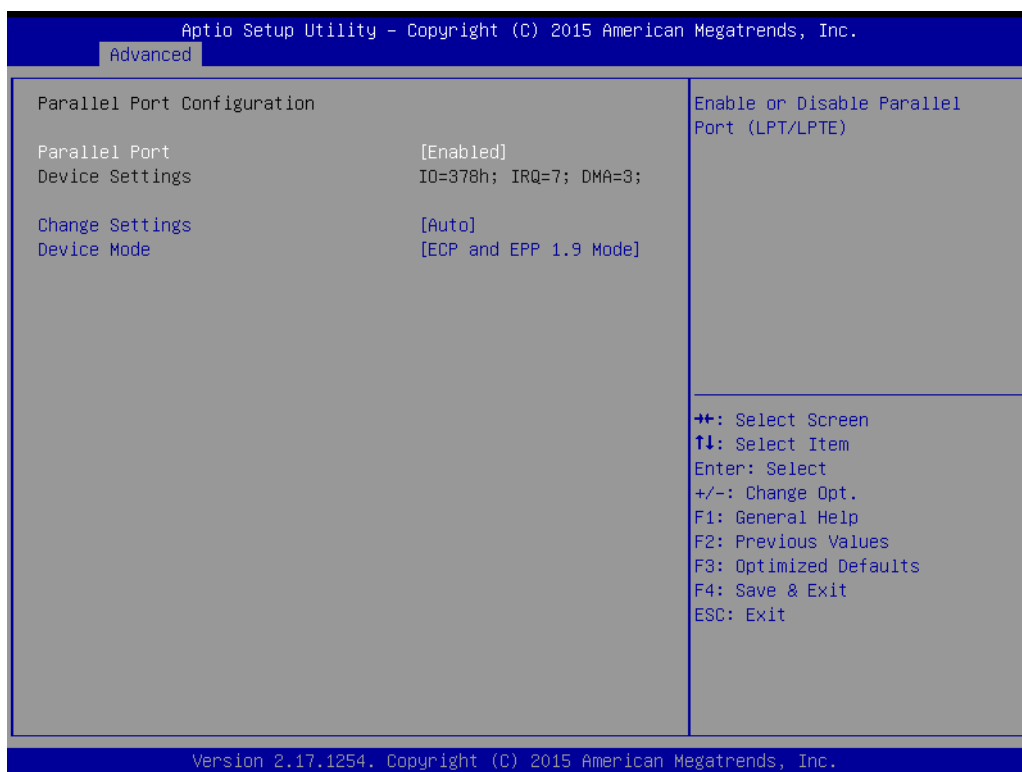 Aptio Setup Utility – Copyright (C) 2015 American Megatrends, Inc.
Advanced
Parallel Port Configuration
Parallel Port [Enabled]
Device Settings IO=378h; IRQ=7; DMA=3;
Change Settings [Auto]
Device Mode [ECP and EPP 1.9 Mode]
Enable or Disable Parallel
Port (LPT/LPTE)
→←: Select Screen
↑↓: Select Item
Enter: Select
+/-: Change Opt.
F1: General Help
F2: Previous Values
F3: Optimized Defaults
F4: Save & Exit
ESC: Exit
Version 2.17.1254. Copyright (C) 2015 American Megatrends, Inc.